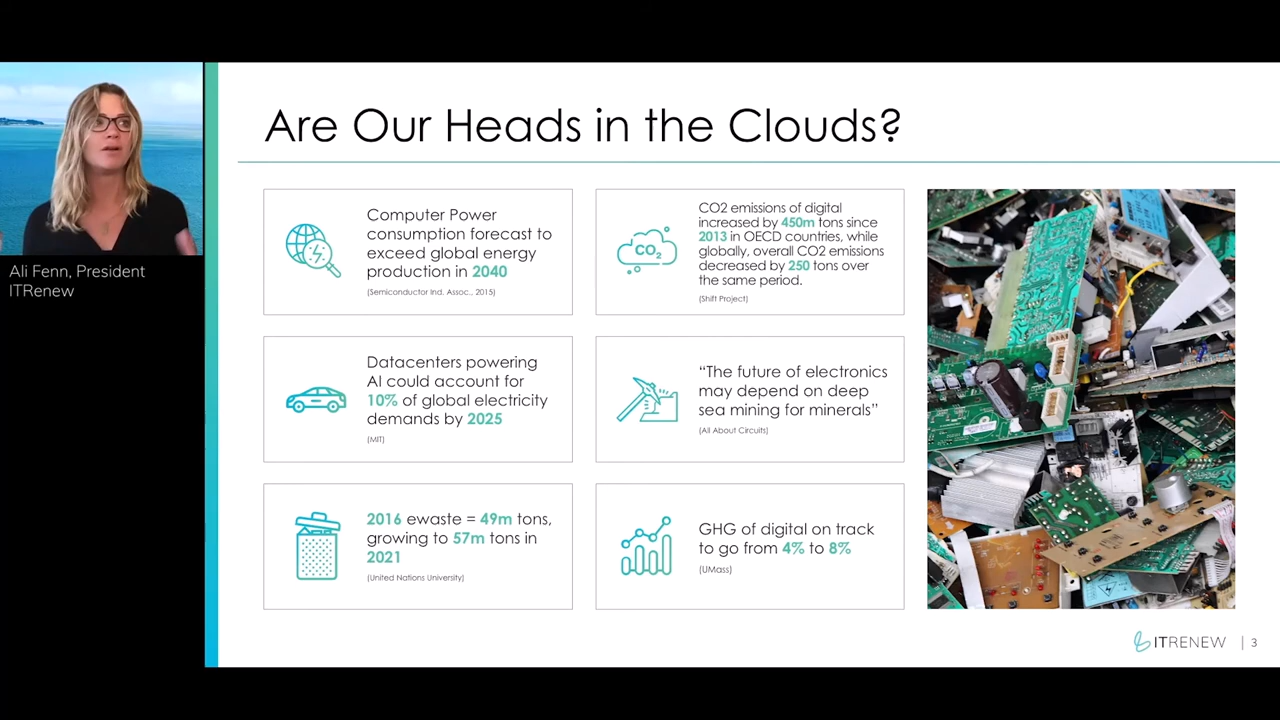 Are Our Heads in the Clouds?
Computer Power
consumption forecast to
exceed global energy
production in 2040
(Semiconductor Ind. Assoc., 2015)
CO2
CO2 emissions of digital
increased by 450m tons since
2013 in OECD countries, while
globally, overall CO2 emissions
decreased by 250 tons over
the same period.
(Shift Project)
Datacenters powering
AI could account for
10% of global electricity
demands by 2025
(MIT)
“The future of electronics
may depend on deep
sea mining for minerals”
(All About Circuits)
2016 ewaste = 49m tons,
growing to 57m tons in
2021
(United Nations University)
GHG of digital on track
to go from 4% to 8%
(UMass)
Ali Fenn, President
ITRenew
ITRENEW | 3